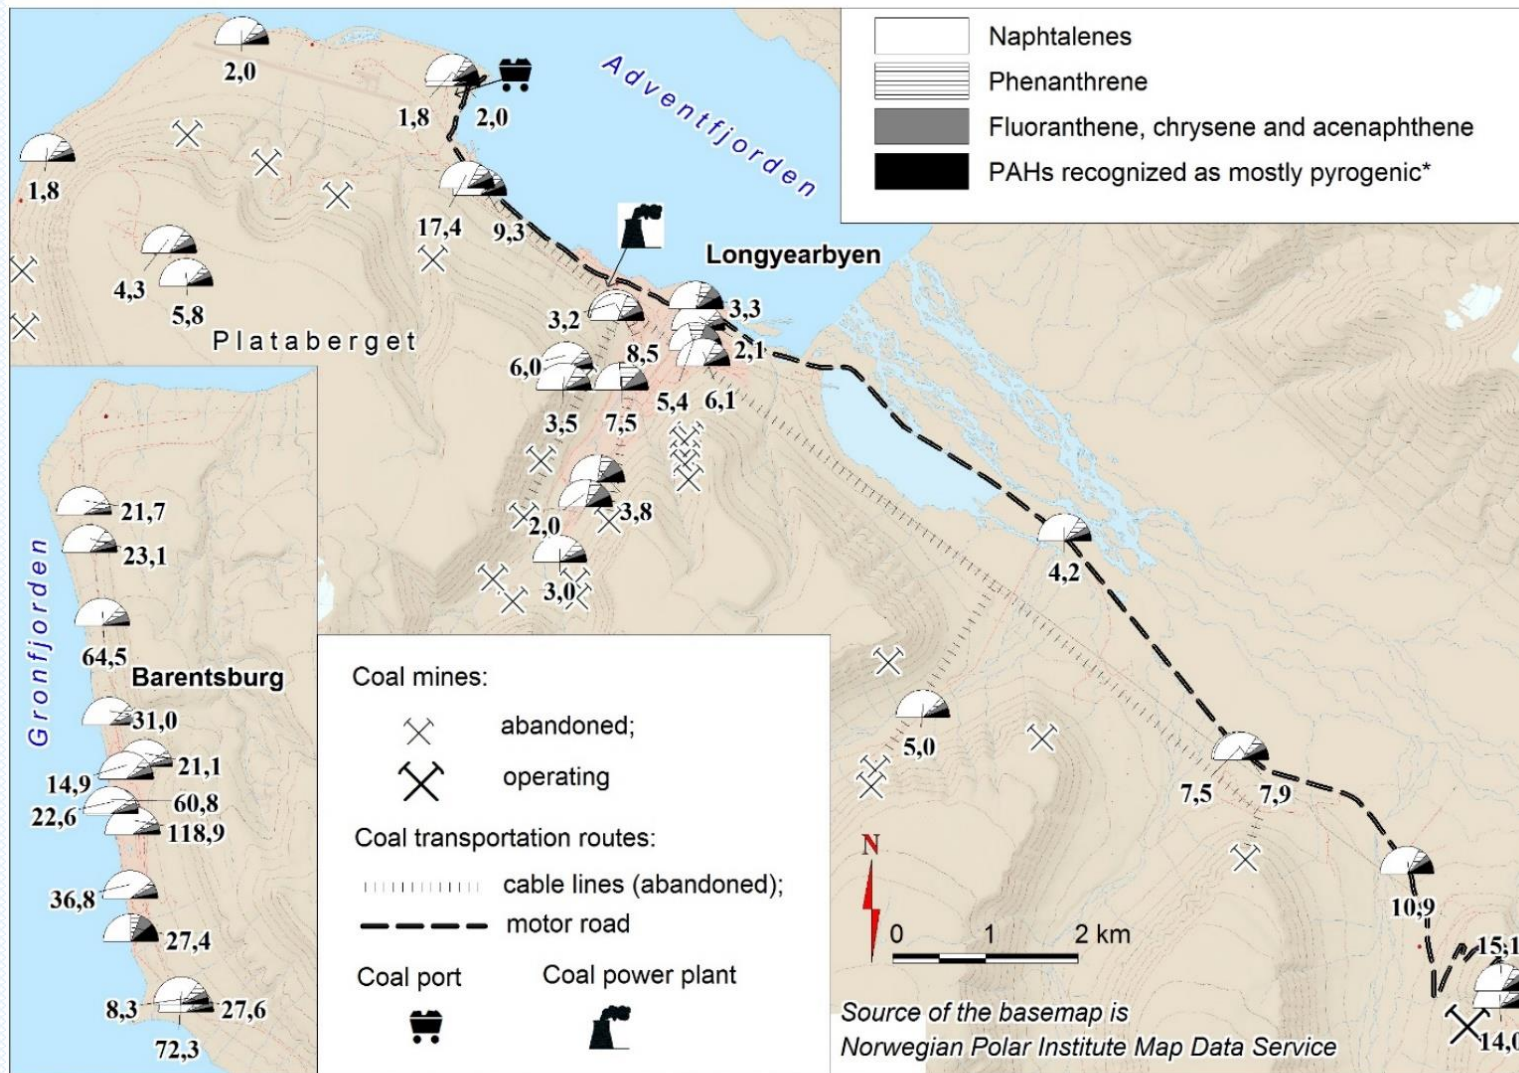 Naphtalenes
Phenanthrene
Fluoranthene, chrysene and acenaphthene
PAHs recognized as mostly pyrogenic*
Adventfjorden
2,0
1,8
2,0
1,8
17,4
9,3
4,3
5,8
Plataberget
Longyearbyen
3,2
3,3
8,5
2,1
6,0
3,5
7,5
5,4
6,1
2,0
3,8
3,0
4,2
5,0
7,5
7,9
10,9
15,1
14,0
Gronfjorden
21,7
23,1
64,5
Barentsburg
31,0
14,9
21,1
22,6
60,8
118,9
36,8
27,4
8,3
27,6
72,3
Coal mines:
abandoned;
operating
Coal transportation routes:
cable lines (abandoned);
motor road
Coal port
Coal power plant
N
0 1 2 km
Source of the basemap is
Norwegian Polar Institute Map Data Service